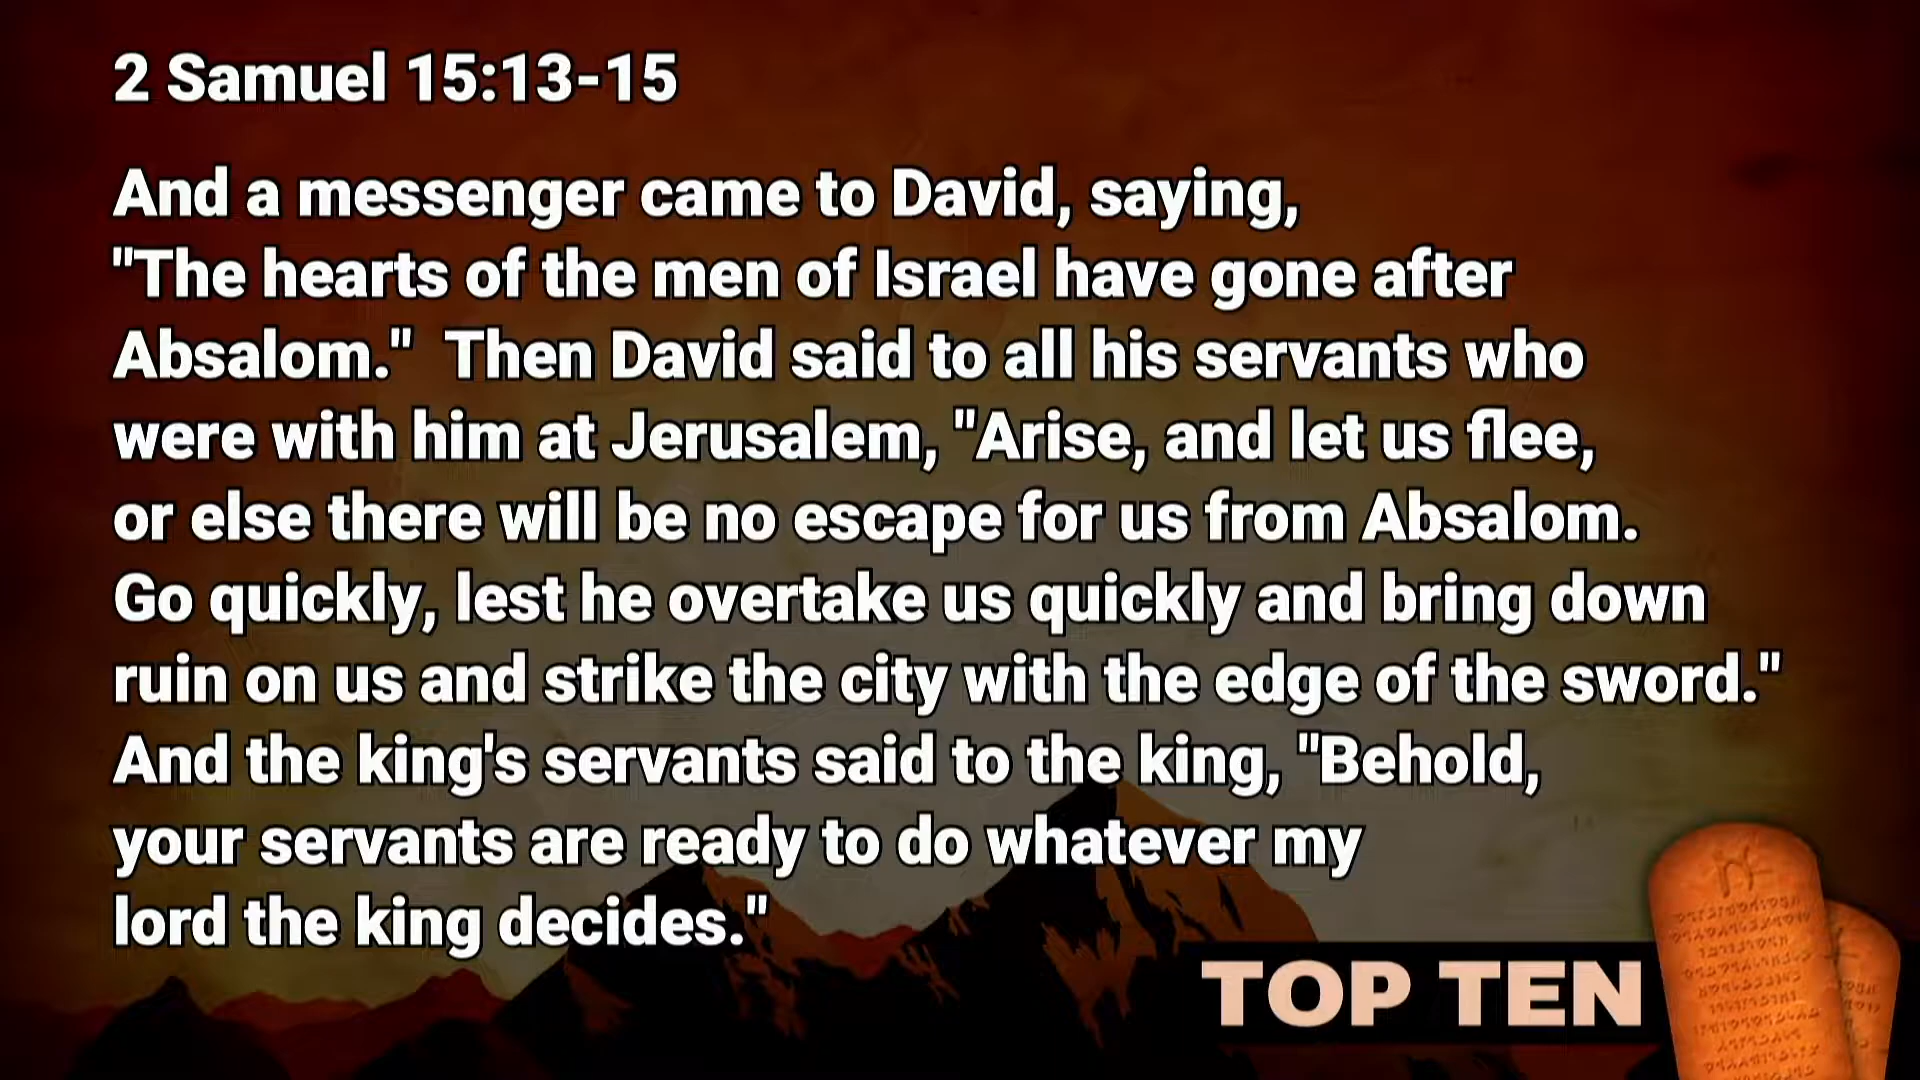 2 Samuel 15:13-15
And a messenger came to David, saying,
"The hearts of the men of Israel have gone after
Absalom."  Then David said to all his servants who
were with him at Jerusalem, "Arise, and let us flee,
or else there will be no escape for us from Absalom.
Go quickly, lest he overtake us quickly and bring down
ruin on us and strike the city with the edge of the sword."
And the king's servants said to the king, "Behold,
your servants are ready to do whatever my
lord the king decides."
TOP TEN